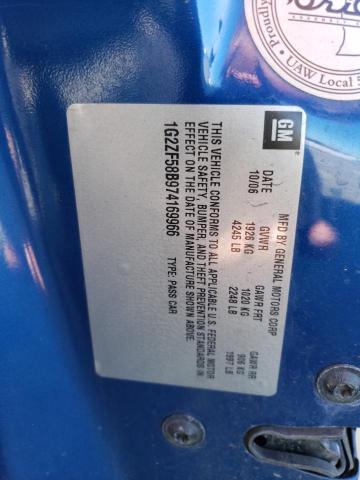 GM
MFD BY GENERAL MOTORS CORP
DATE GVWR GAWR FRT GAWR RR
10/06 1926 KG 1020 KG 906 KG
4245 LB 2248 LB 1997 LB
THIS VEHICLE CONFORMS TO ALL APPLICABLE U.S. FEDERAL MOTOR
VEHICLE SAFETY, BUMPER, AND THEFT PREVENTION STANDARDS IN
EFFECT ON THE DATE OF MANUFACTURE SHOWN ABOVE.
1G2ZF58B974169966 TYPE: PASS CAR
Proudly
UAW Local